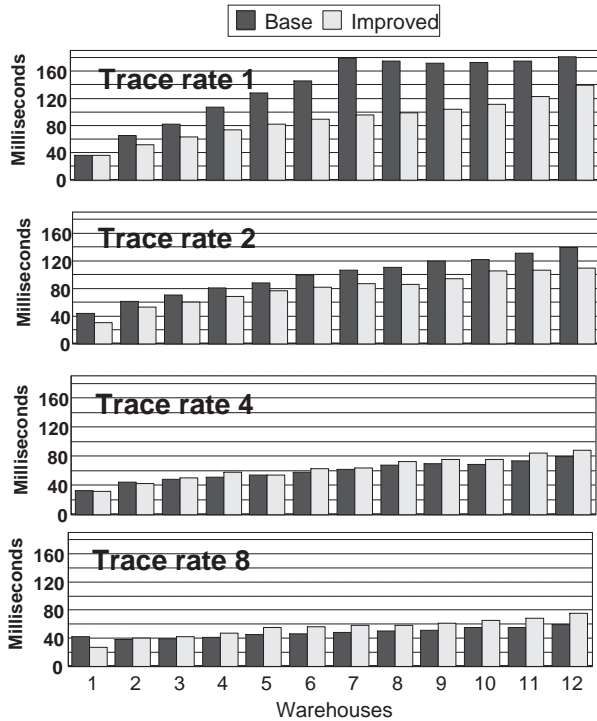 Base Improved
Trace rate 1
Milliseconds
160
120
80
40
0
Trace rate 2
Milliseconds
160
120
80
40
0
Trace rate 4
Milliseconds
160
120
80
40
0
Trace rate 8
Milliseconds
160
120
80
40
0
1 2 3 4 5 6 7 8 9 10 11 12
Warehouses